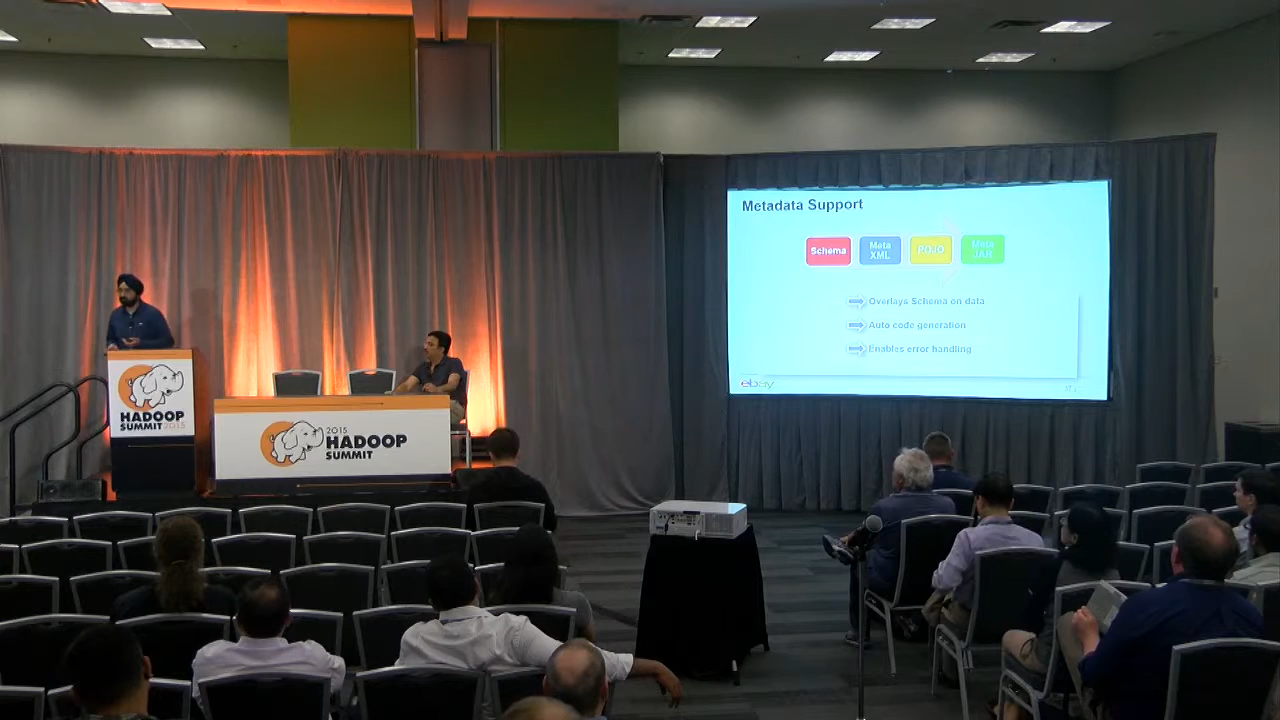 Metadata Support
Schema
Meta
XML
POJO
Meta
JAR
Overlays Schema on data
Auto code generation
Enables error handling
ebay
HADOOP
SUMMIT 2015
2015
HADOOP
SUMMIT